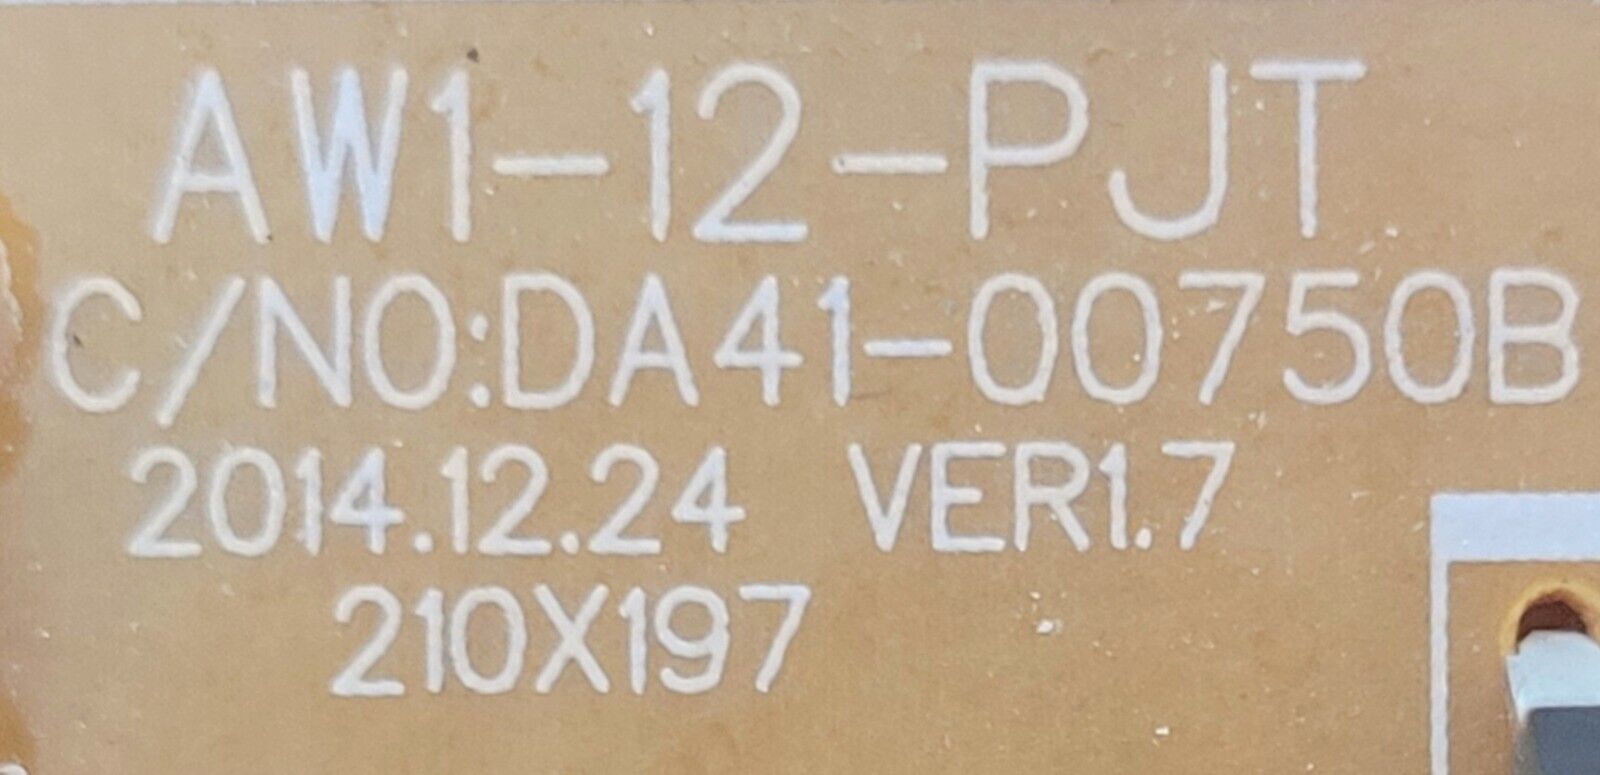 AW1-12-PJT
C/NO:DA41-00750B
2014.12.24 VER1.7
210X197